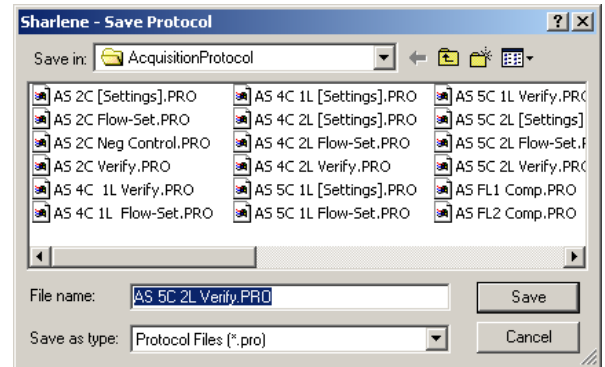 Sharlene - Save Protocol
Save in: AcquisitionProtocol
AS 2C [Settings].PRO
AS 2C Flow-Set.PRO
AS 2C Neg Control.PRO
AS 2C Verify.PRO
AS 4C  1L Verify.PRO
AS 4C 1L  Flow-Set.PRO
AS 4C 1L [Settings].PRO
AS 4C 2L [Settings].PRO
AS 4C 2L Flow-Set.PRO
AS 4C 2L Verify.PRO
AS 5C 1L [Settings].PRO
AS 5C 1L Flow-Set.PRO
AS 5C 1L Verify.PRO
AS 5C 2L [Settings]
AS 5C 2L Flow-Set.P
AS 5C 2L Verify.PRO
AS FL1 Comp.PRO
AS FL2 Comp.PRO
File name: AS 5C 2L Verify.PRO
Save
Save as type: Protocol Files (*.pro)
Cancel